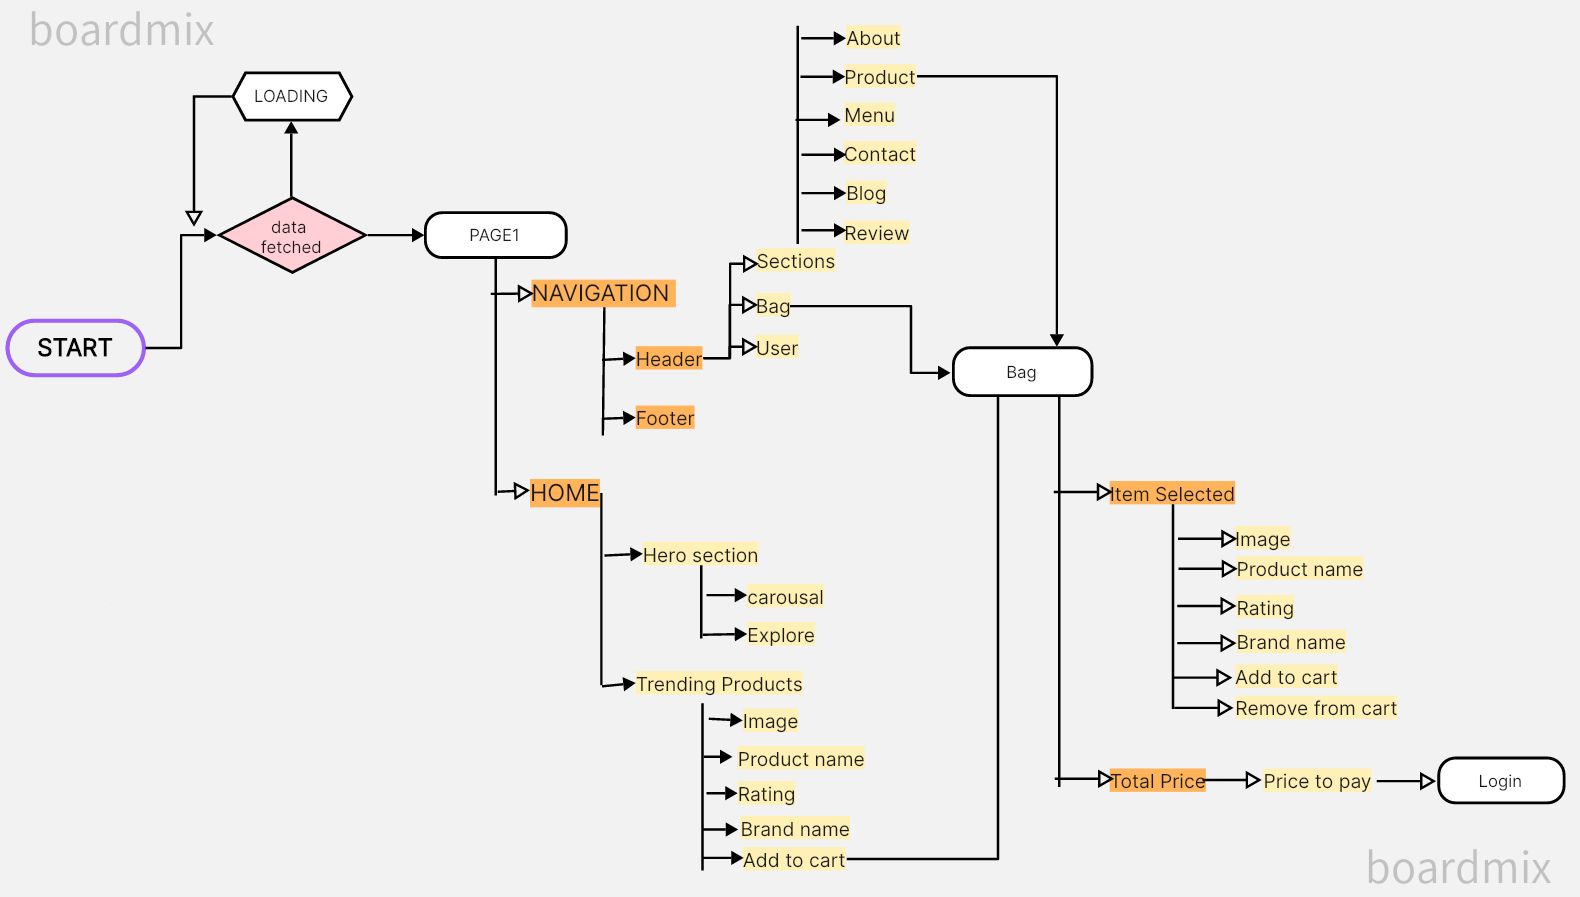 boardmix
LOADING
data
fetched
PAGE1
START
NAVIGATION
Header
Footer
Sections
Bag
User
About
Product
Menu
Contact
Blog
Review
Bag
HOME
Hero section
carousal
Explore
Trending Products
Image
Product name
Rating
Brand name
Add to cart
Item Selected
Image
Product name
Rating
Brand name
Add to cart
Remove from cart
Total Price
Price to pay
Login
boardmix